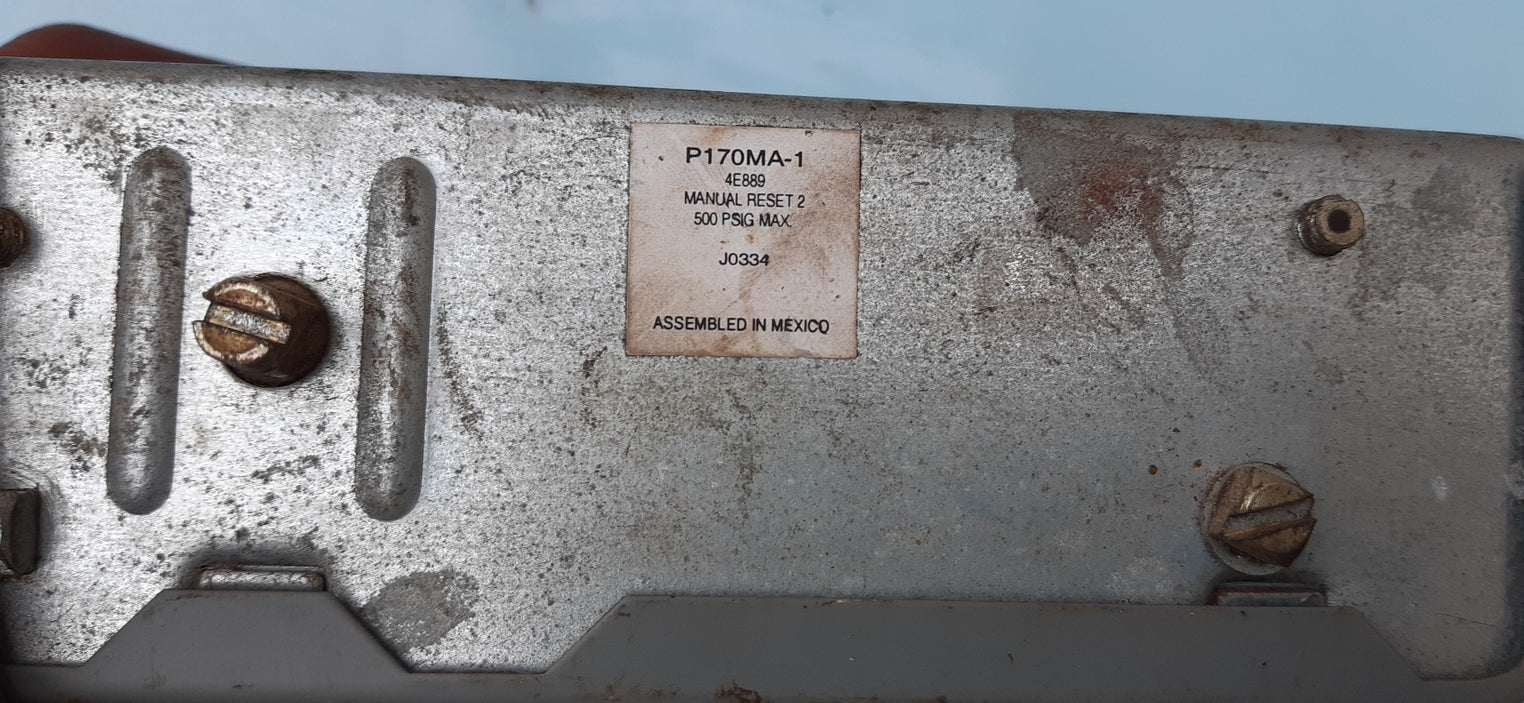 P170MA-1
4E889
MANUAL RESET 2
500 PSIG MAX.
J0334
ASSEMBLED IN MEXICO